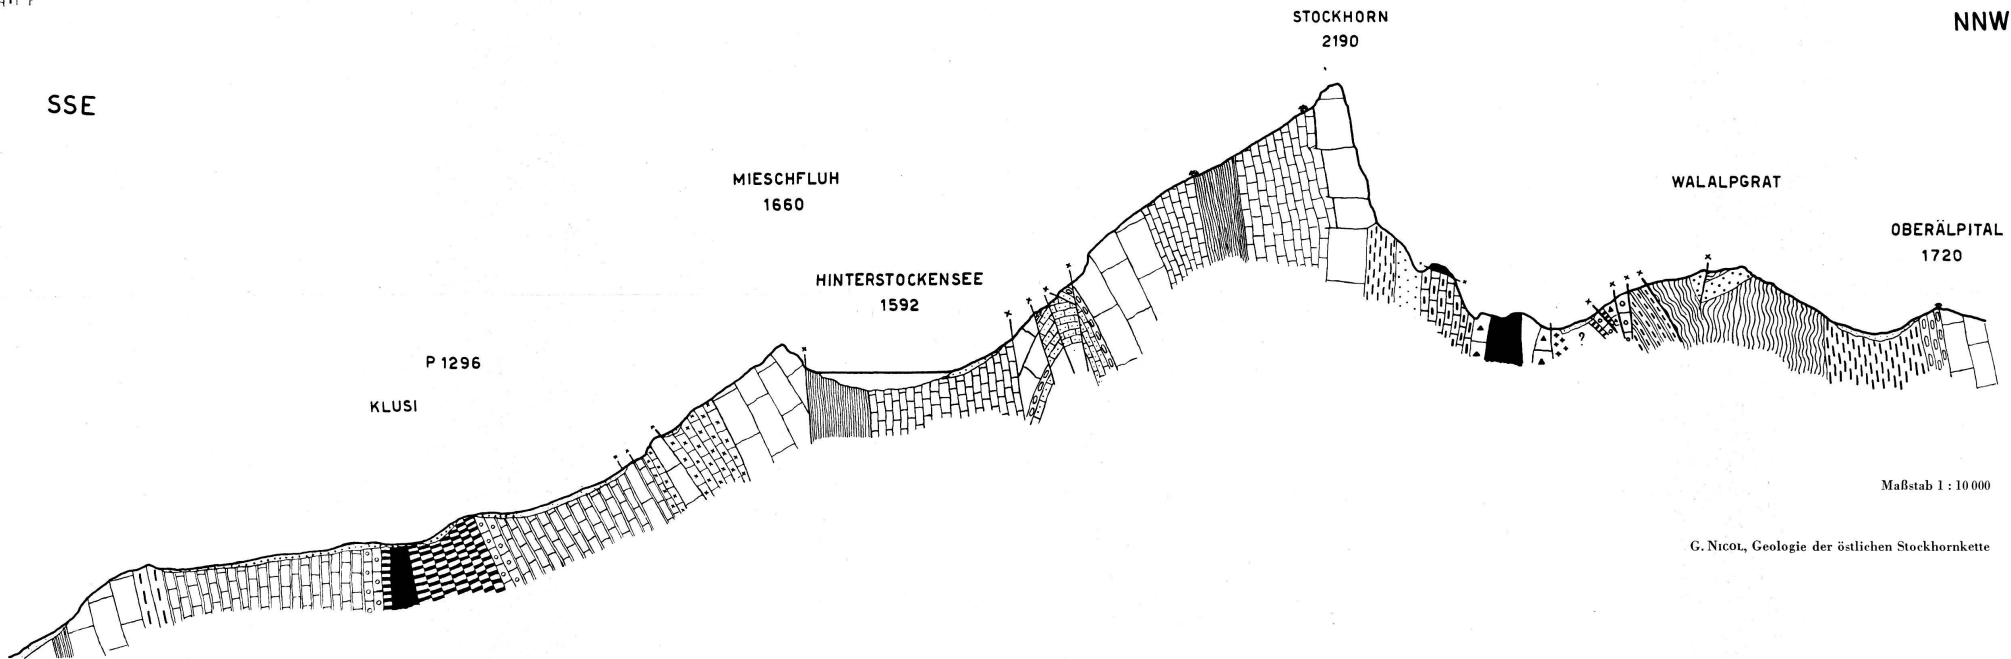 STOCKHORN
2190
NNW
SSE
MIESCHFLUH
1660
WALALPGRAT
OBERÄLPITAL
1720
HINTERSTOCKENSEE
1592
P 1296
KLUSI
?
Maßstab 1 : 10 000
G. NICOL, Geologie der östlichen Stockhornkette